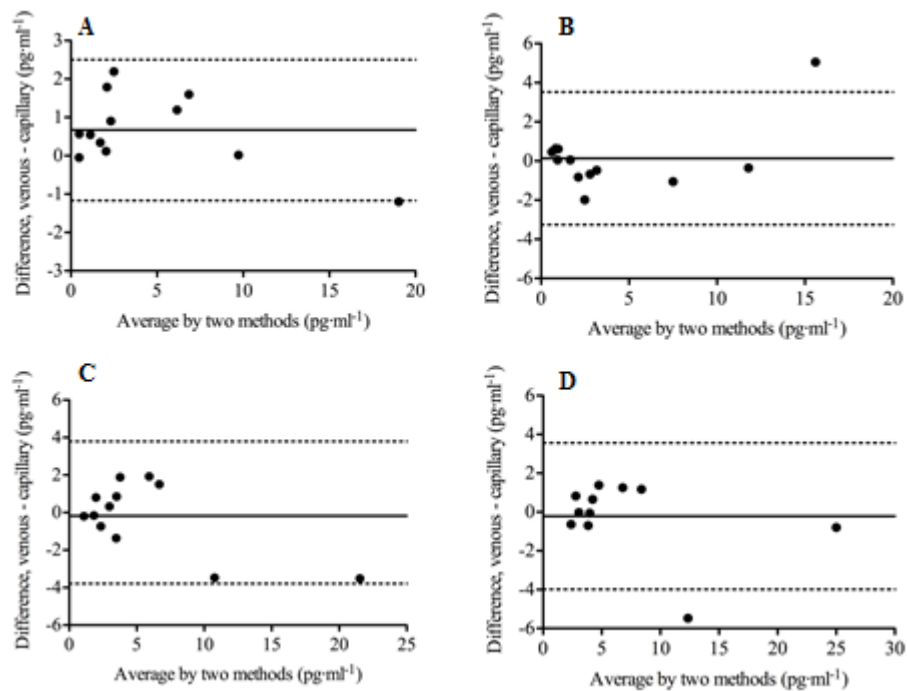 A
Difference, venous - capillary (pg·ml⁻¹)
3
2
1
0
-1
-2
-3
0 5 10 15 20
Average by two methods (pg·ml⁻¹)
B
Difference, venous - capillary (pg·ml⁻¹)
6
4
2
0
-2
-4
-6
0 5 10 15 20
Average by two methods (pg·ml⁻¹)
C
Difference, venous - capillary (pg·ml⁻¹)
6
4
2
0
-2
-4
-6
0 5 10 15 20 25
Average by two methods (pg·ml⁻¹)
D
Difference, venous - capillary (pg·ml⁻¹)
6
4
2
0
-2
-4
-6
0 5 10 15 20 25 30
Average by two methods (pg·ml⁻¹)